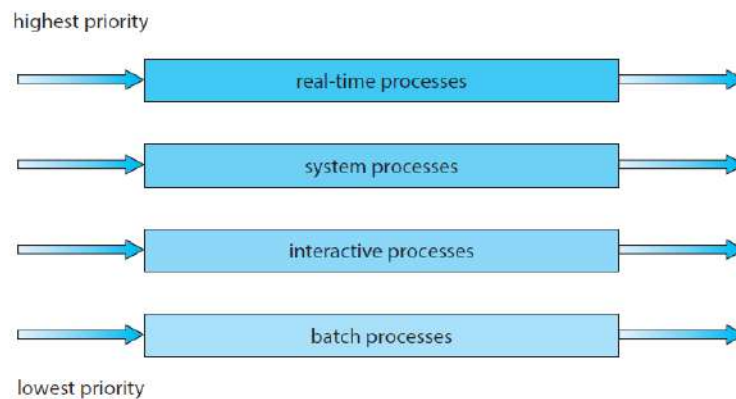 highest priority
real-time processes
system processes
interactive processes
batch processes
lowest priority